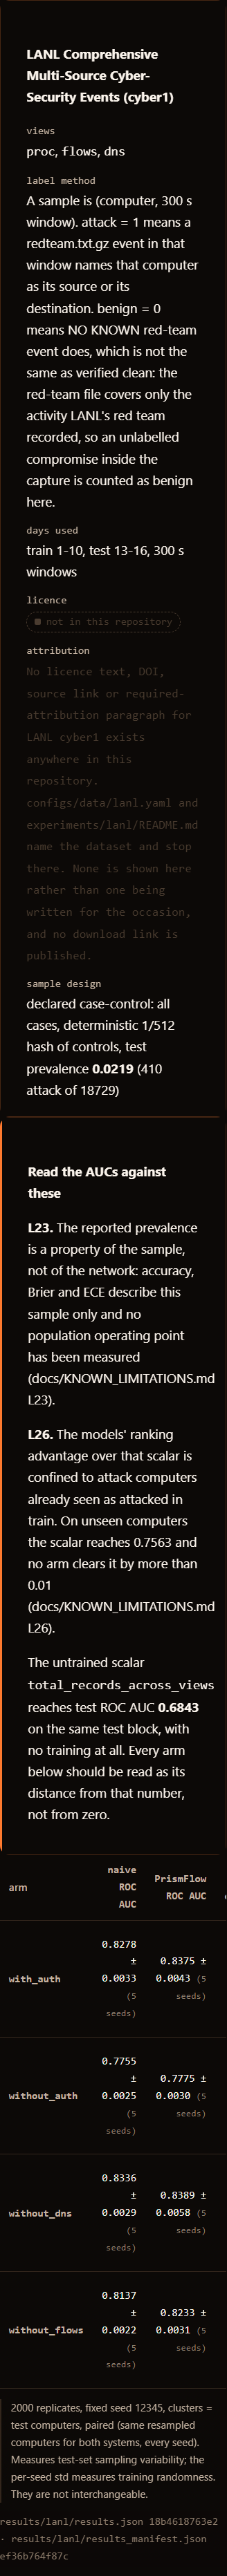 LANL Comprehensive
Multi-Source Cyber-
Security Events (cyber1)
views
proc, flows, dns
label method
A sample is (computer, 300 s
window). attack = 1 means a
redteam.txt.gz event in that
window names that computer
as its source or its
destination. benign = 0
means NO KNOWN red-team
event does, which is not the
same as verified clean: the
red-team file covers only the
activity LANL's red team
recorded, so an unlabelled
compromise inside the
capture is counted as benign
here.
days used
train 1-10, test 13-16, 300 s
windows
licence
not in this repository
attribution
No licence text, DOI,
source link or required-
attribution paragraph for
LANL cyber1 exists
anywhere in this
repository.
configs/data/lanl.yaml and
experiments/lanl/README.md
name the dataset and stop
there. None is shown here
rather than one being
written for the occasion,
and no download link is
published.
sample design
declared case-control: all
cases, deterministic 1/512
hash of controls, test
prevalence 0.0219 (410
attack of 18729)
Read the AUCs against
these
L23. The reported prevalence
is a property of the sample,
not of the network: accuracy,
Brier and ECE describe this
sample only and no
population operating point
has been measured
(docs/KNOWN_LIMITATIONS.md
L23).
L26. The models' ranking
advantage over that scalar is
confined to attack computers
already seen as attacked in
train. On unseen computers
the scalar reaches 0.7563 and
no arm clears it by more than
0.01
(docs/KNOWN_LIMITATIONS.md
L26).
The untrained scalar
total_records_across_views
reaches test ROC AUC 0.6843
on the same test block, with
no training at all. Every arm
below should be read as its
distance from that number,
not from zero.
arm
naive
ROC
AUC
PrismFlow
ROC AUC
with_auth
0.8278
±
0.0033
(5
seeds)
0.8375 ±
0.0043 (5
seeds)
without_auth
0.7755
±
0.0025
(5
seeds)
0.7775 ±
0.0030 (5
seeds)
without_dns
0.8336
±
0.0029
(5
seeds)
0.8389 ±
0.0058 (5
seeds)
without_flows
0.8137
±
0.0022
(5
seeds)
0.8233 ±
0.0031 (5
seeds)
2000 replicates, fixed seed 12345, clusters =
test computers, paired (same resampled
computers for both systems, every seed).
Measures test-set sampling variability; the
per-seed std measures training randomness.
They are not interchangeable.
results/lanl/results.json 18b4618763e2
· results/lanl/results_manifest.json
ef36b764f87c